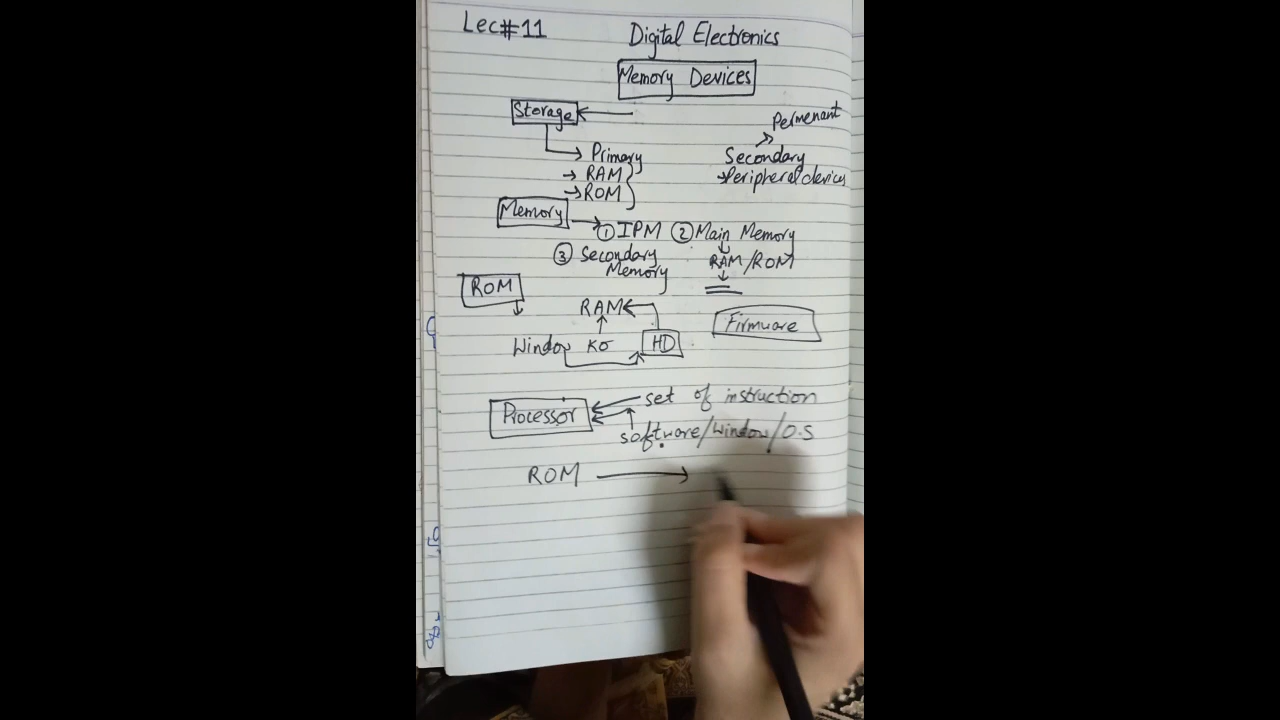 Lec#11
Digital Electronics
Memory Devices
Storage
Permenant
Primary
Secondary
RAM
Peripheral devices
ROM
Memory
① IPM ② Main Memory
③ Secondary
Memory
RAM/ROM
ROM
RAM
Firmware
Window KO HD
set of instruction
Processor
software/window/O.S
ROM